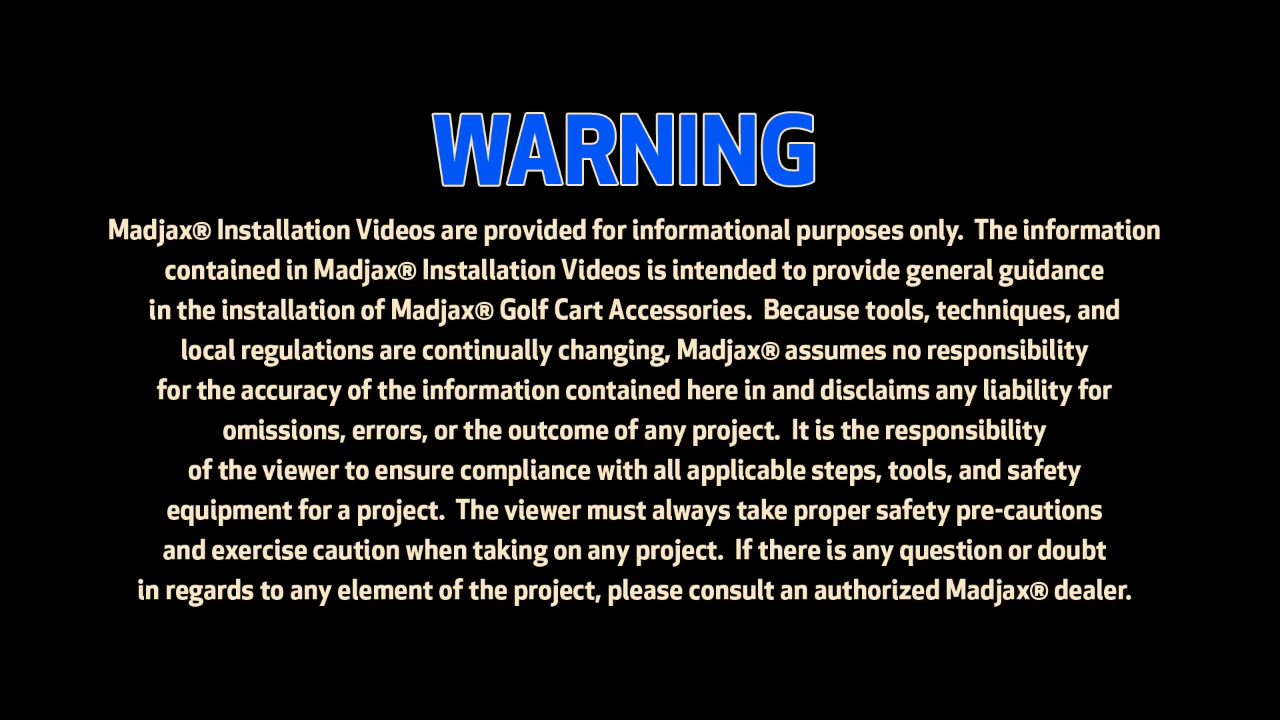 WARNING
Madjax® Installation Videos are provided for informational purposes only.  The information
contained in Madjax® Installation Videos is intended to provide general guidance
in the installation of Madjax® Golf Cart Accessories.  Because tools, techniques, and
local regulations are continually changing, Madjax® assumes no responsibility
for the accuracy of the information contained here in and disclaims any liability for
omissions, errors, or the outcome of any project.  It is the responsibility
of the viewer to ensure compliance with all applicable steps, tools, and safety
equipment for a project.  The viewer must always take proper safety pre-cautions
and exercise caution when taking on any project.  If there is any question or doubt
in regards to any element of the project, please consult an authorized Madjax® dealer.